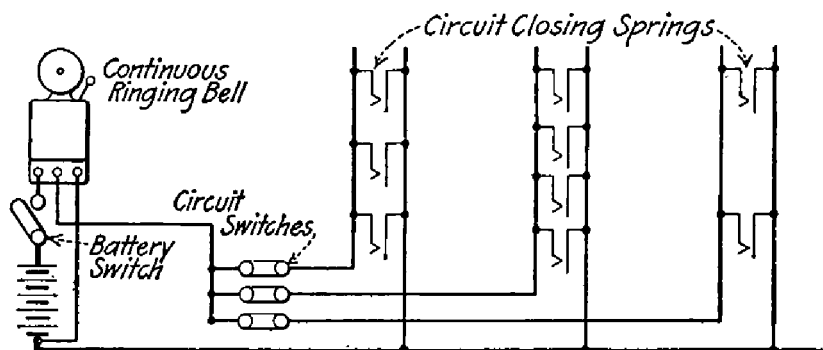 Circuit Closing Springs
Continuous
Ringing Bell
Circuit
Switches
Battery
Switch